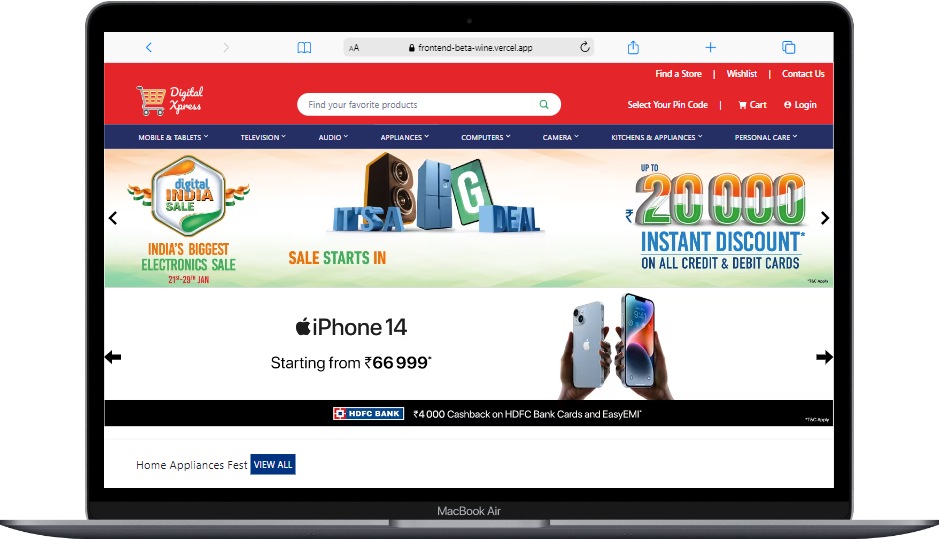 AA frontend-beta-wine.vercel.app
Find a Store | Wishlist | Contact Us
Digital
Xpress
Find your favorite products
Select Your Pin Code | Cart Login
MOBILE & TABLETS TELEVISION AUDIO APPLIANCES COMPUTERS CAMERA KITCHENS & APPLIANCES PERSONAL CARE
digital
INDIA
SALE
INDIA'S BIGGEST
ELECTRONICS SALE
21ST-29TH JAN
IT'S A BIG DEAL
SALE STARTS IN
UP TO
₹20000
INSTANT DISCOUNT*
ON ALL CREDIT & DEBIT CARDS
*T&C Apply
iPhone 14
Starting from ₹66 999*
HDFC BANK ₹4 000 Cashback on HDFC Bank Cards and EasyEMI*
*T&C Apply
Home Appliances Fest VIEW ALL
MacBook Air